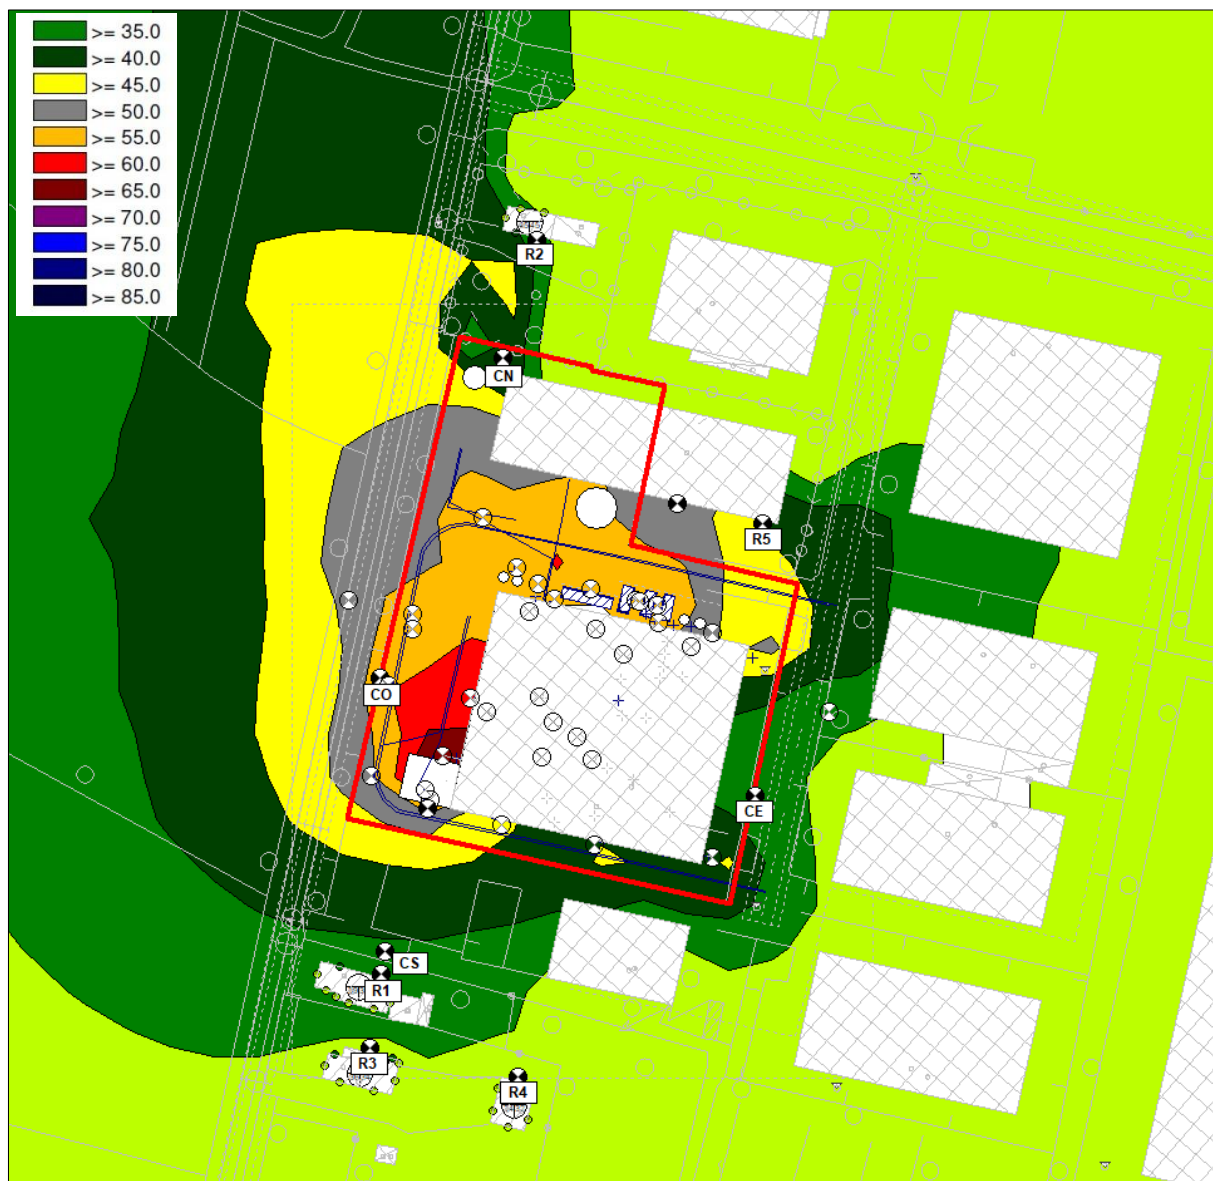 >= 35.0
>= 40.0
>= 45.0
>= 50.0
>= 55.0
>= 60.0
>= 65.0
>= 70.0
>= 75.0
>= 80.0
>= 85.0
R2
CN
R5
CO
CE
CS
R1
R3
R4